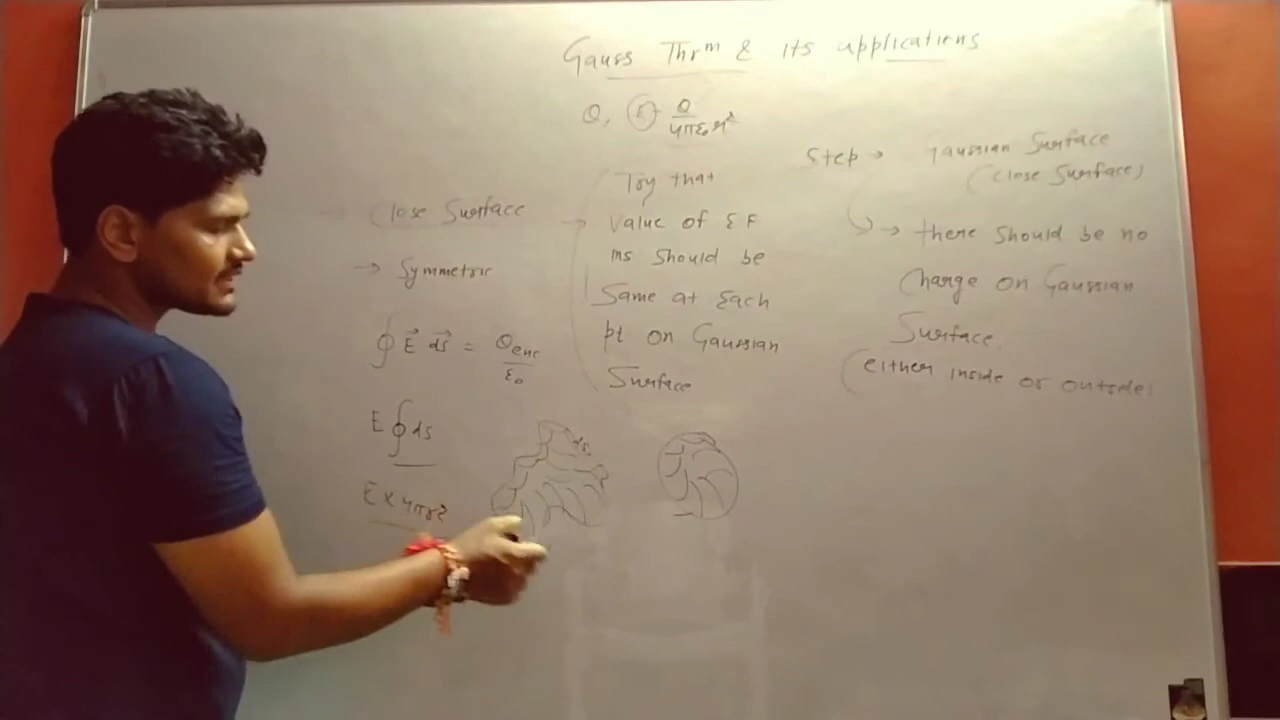 Gauss Thrm & its applications
Q, E → Q / 4πε₀r²
Close Surface →
→ Symmetric
∮ E⃗ ds⃗ = Qenc / ε₀
E ∮ ds
E x 4πr²
Try that
value of EF
ms should be
Same at Each
pt on Gaussian
Surface
ds
Step → Gaussian Surface
(Close Surface)
→ there should be no
Charge on Gaussian
Surface.
(either inside or outside)